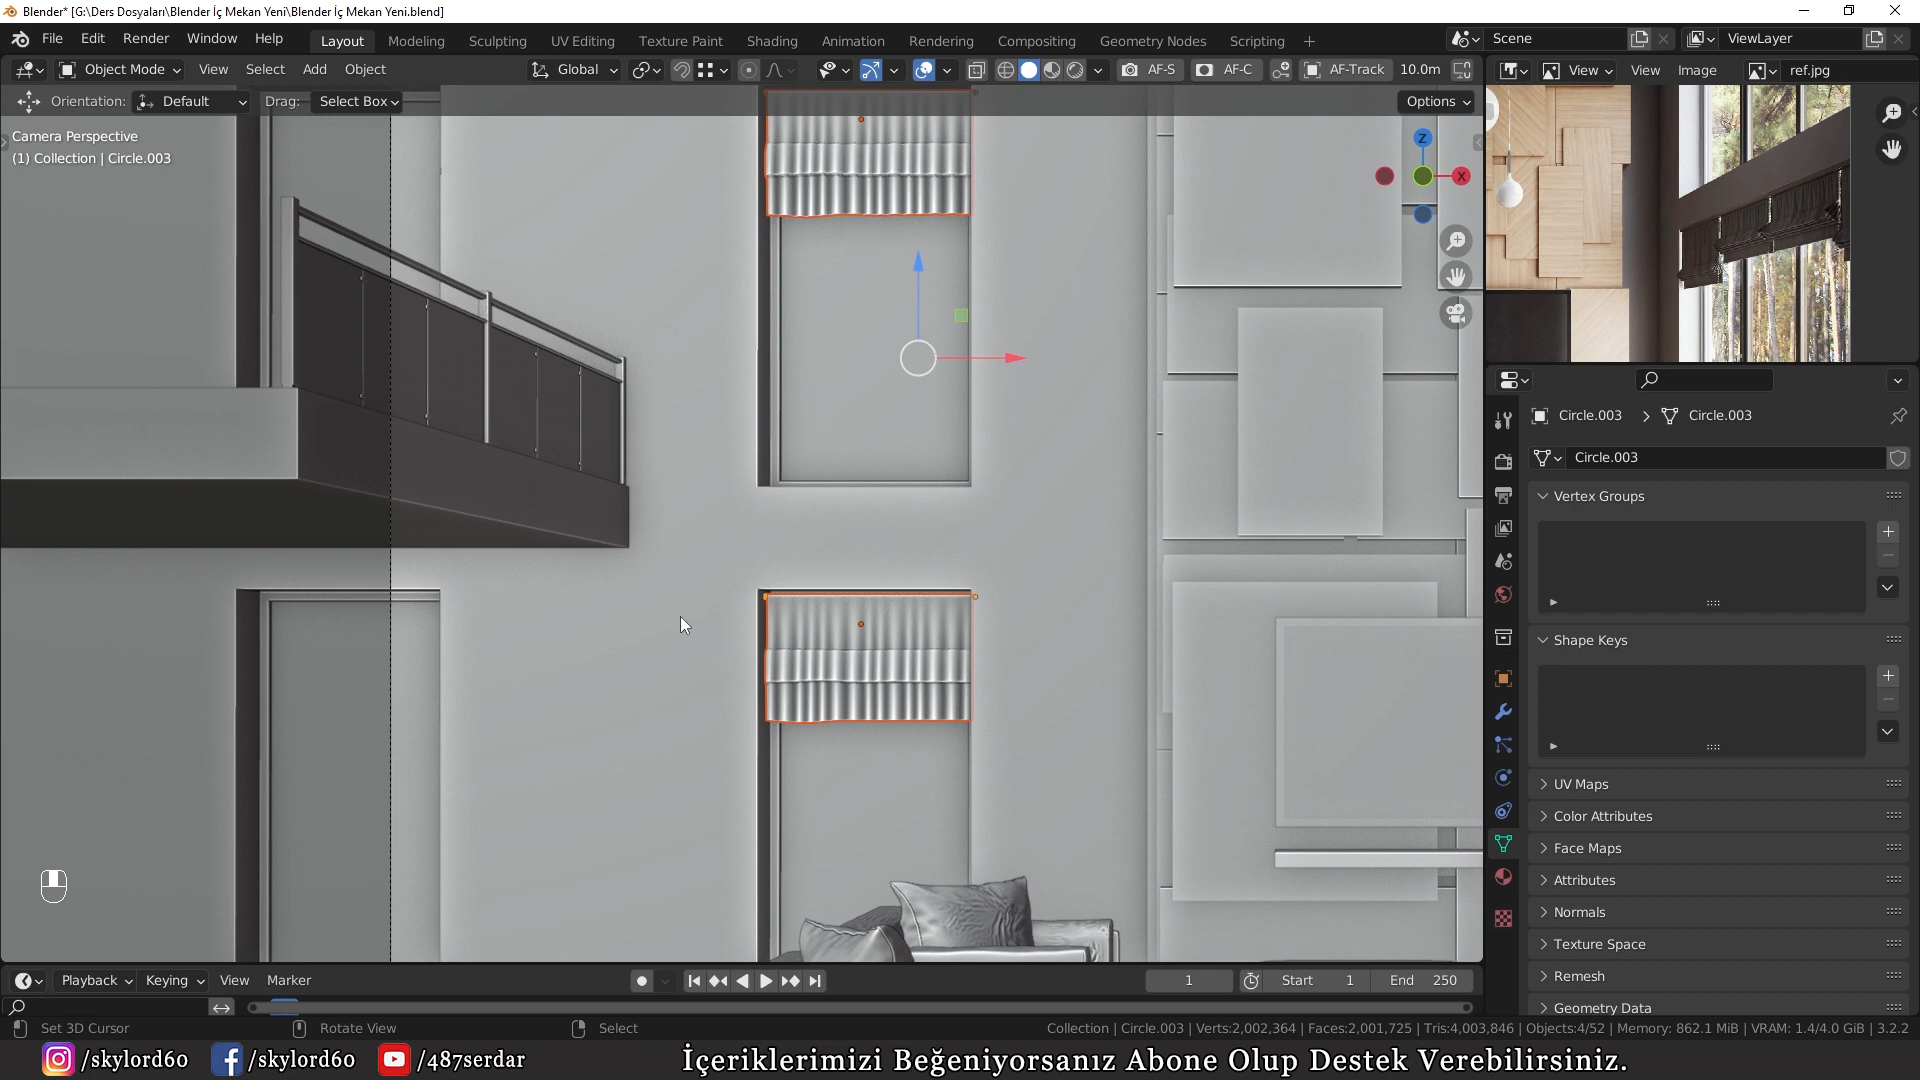 Blender* [G:\Ders Dosyaları\Blender İç Mekan Yeni\Blender İç Mekan Yeni.blend]
File Edit Render Window Help
Layout Modeling Sculpting UV Editing Texture Paint Shading Animation Rendering Compositing Geometry Nodes Scripting +
Scene ViewLayer
Object Mode View Select Add Object Global AF-S AF-C AF-Track 10.0m
View View Image ref.jpg
Orientation: Default Drag: Select Box Options
Camera Perspective
(1) Collection | Circle.003
Z
X
Circle.003 > Circle.003
Circle.003
Vertex Groups
Shape Keys
UV Maps
Color Attributes
Face Maps
Attributes
Normals
Texture Space
Remesh
Geometry Data
Playback Keying View Marker 1 Start 1 End 250
Set 3D Cursor Rotate View Select
Collection | Circle.003 | Verts:2,002,364 | Faces:2,001,725 | Tris:4,003,846 | Objects:4/52 | Memory: 862.1 MiB | VRAM: 1.4/4.0 GiB | 3.2.2
/skylord60 /skylord60 /487serdar İçeriklerimizi Beğeniyorsanız Abone Olup Destek Verebilirsiniz.